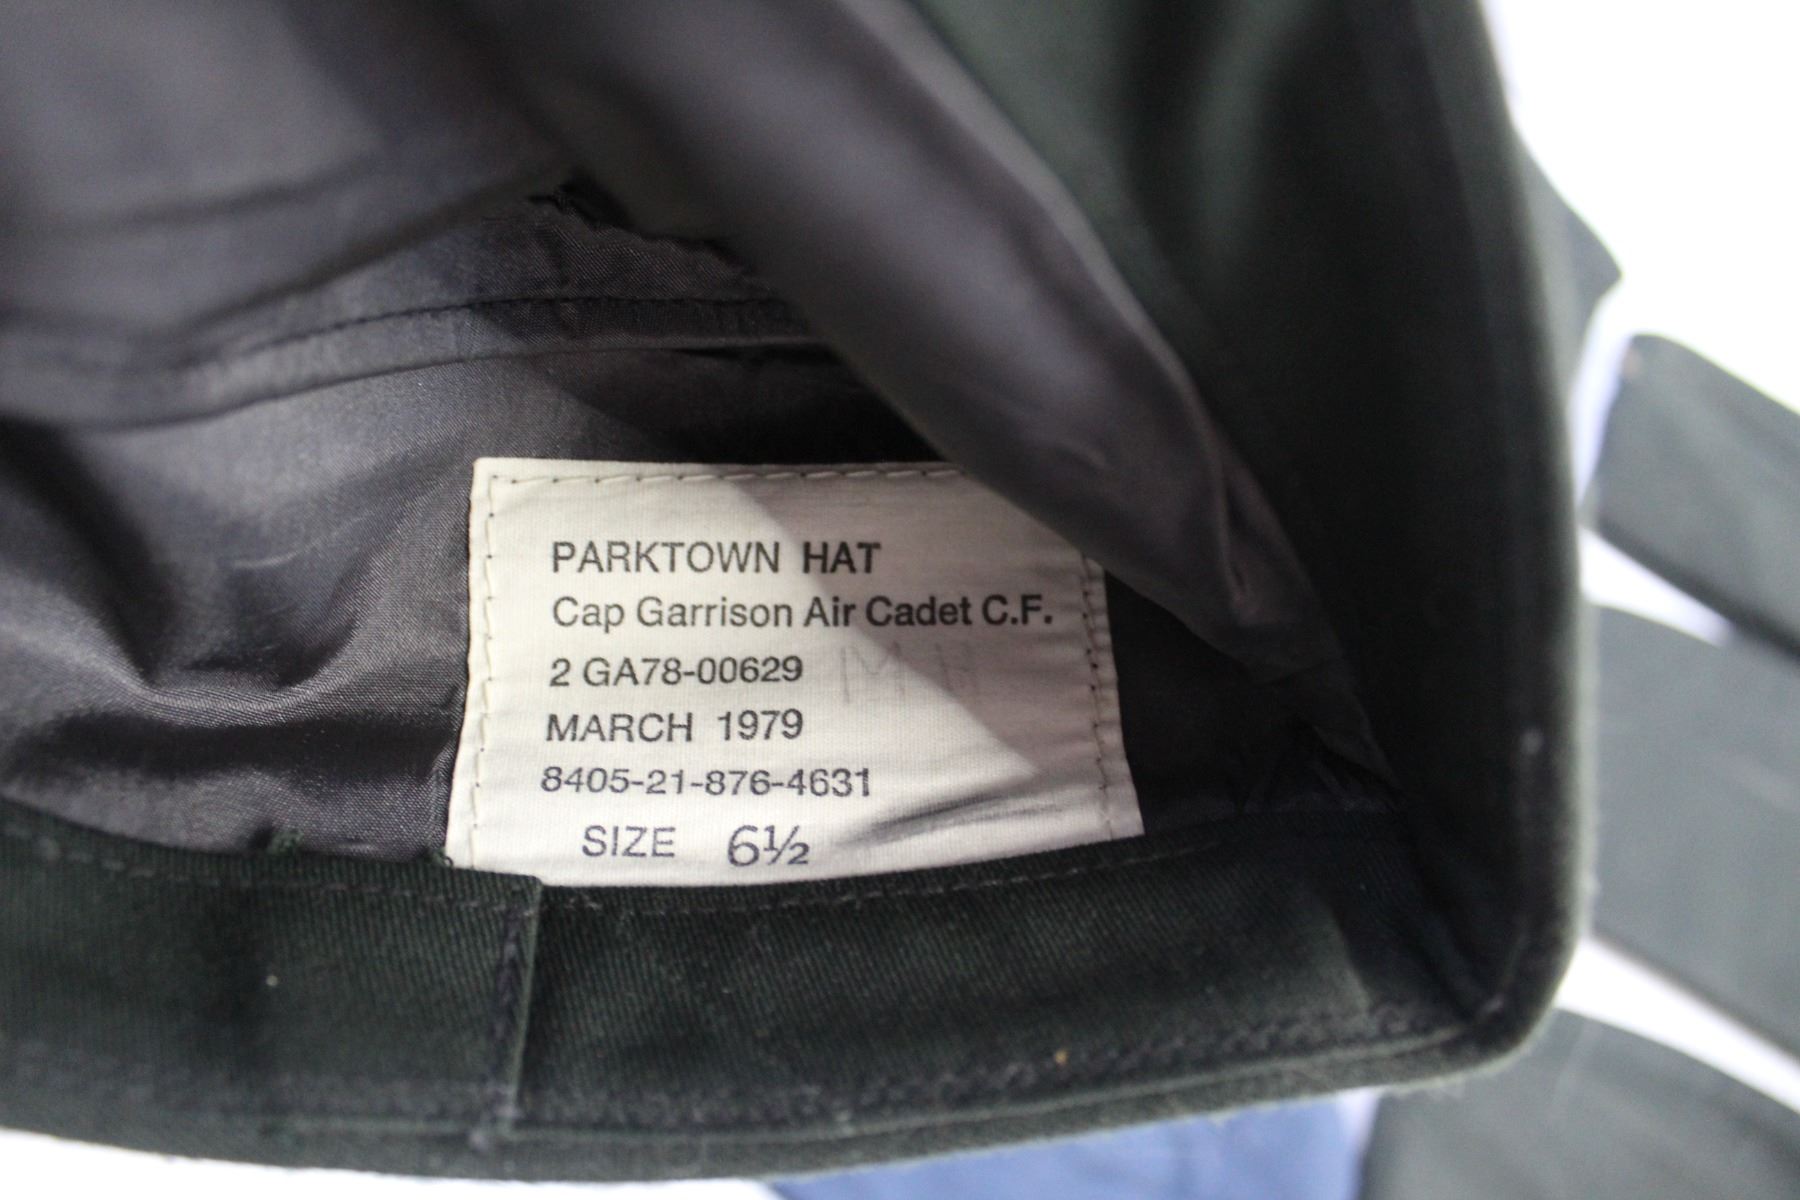 PARKTOWN HAT
Cap Garrison Air Cadet C.F.
2 GA78-00629
MARCH 1979
8405-21-876-4631
SIZE 6½